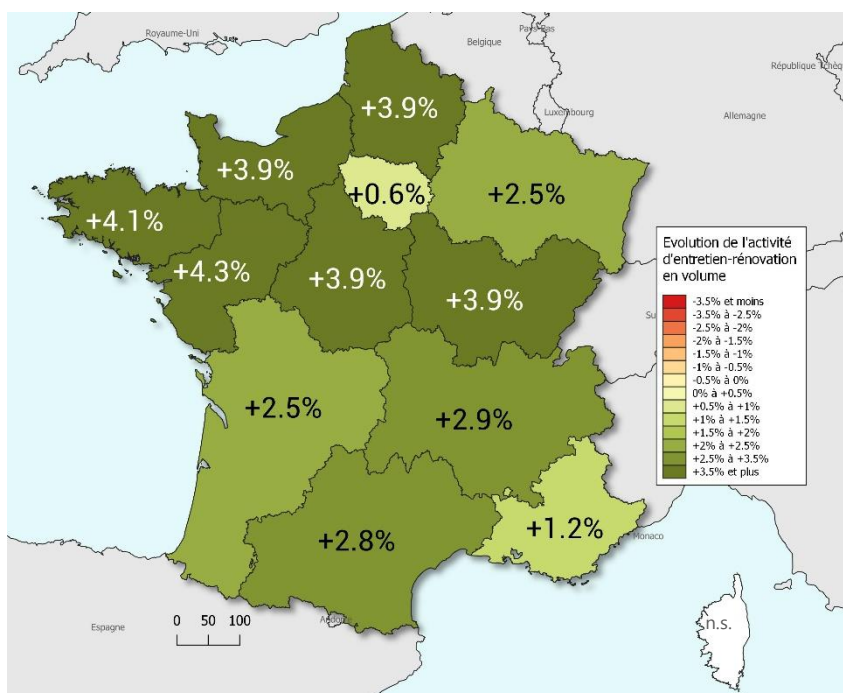 Royaume-Uni
Belgique
Pays-Bas
République Tchèq
Luxembourg
Allemagne
+3.9%
+3.9%
+0.6%
+2.5%
+4.1%
+4.3%
+3.9%
+3.9%
Evolution de l'activité
d'entretien-rénovation
en volume
-3.5% et moins
-3.5% à -2.5%
-2.5% à -2%
-2% à -1.5%
-1.5% à -1%
-1% à -0.5%
-0.5% à 0%
0% à +0.5%
+0.5% à +1%
+1% à +1.5%
+1.5% à +2%
+2% à +2.5%
+2.5% à +3.5%
+3.5% et plus
Su
+2.5%
+2.9%
+2.8%
+1.2%
Monaco
n.s.
Espagne
0 50 100